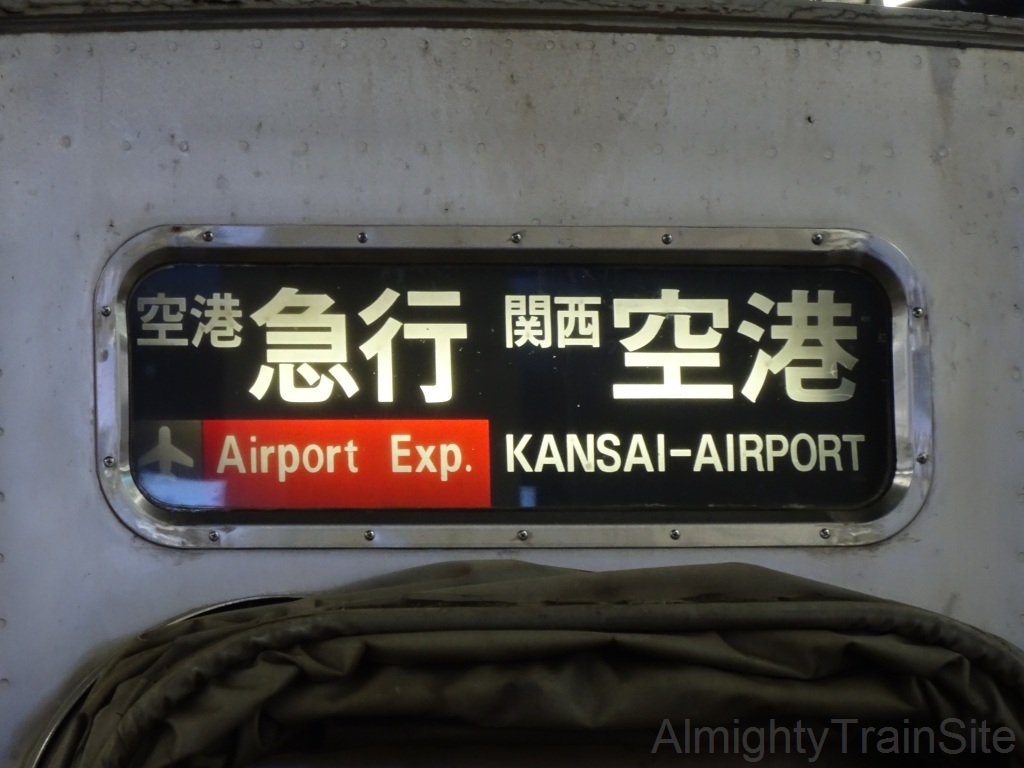 空港急行 関西空港
Airport Exp. KANSAI-AIRPORT
AlmightyTrainSite